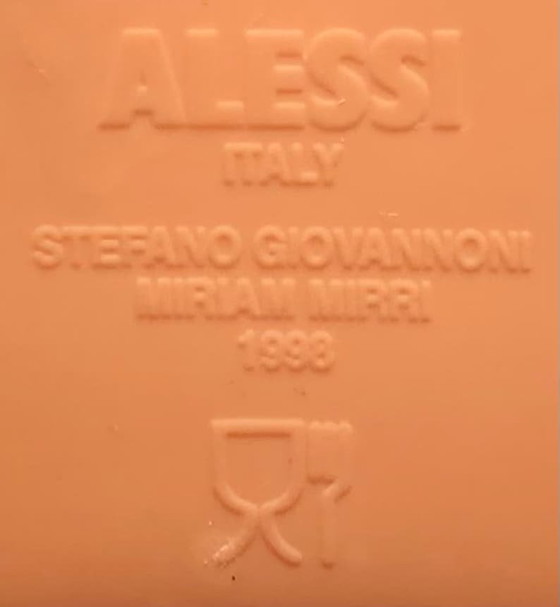 ALESSI
ITALY
STEFANO GIOVANNONI
MIRIAM MIRRI
1998